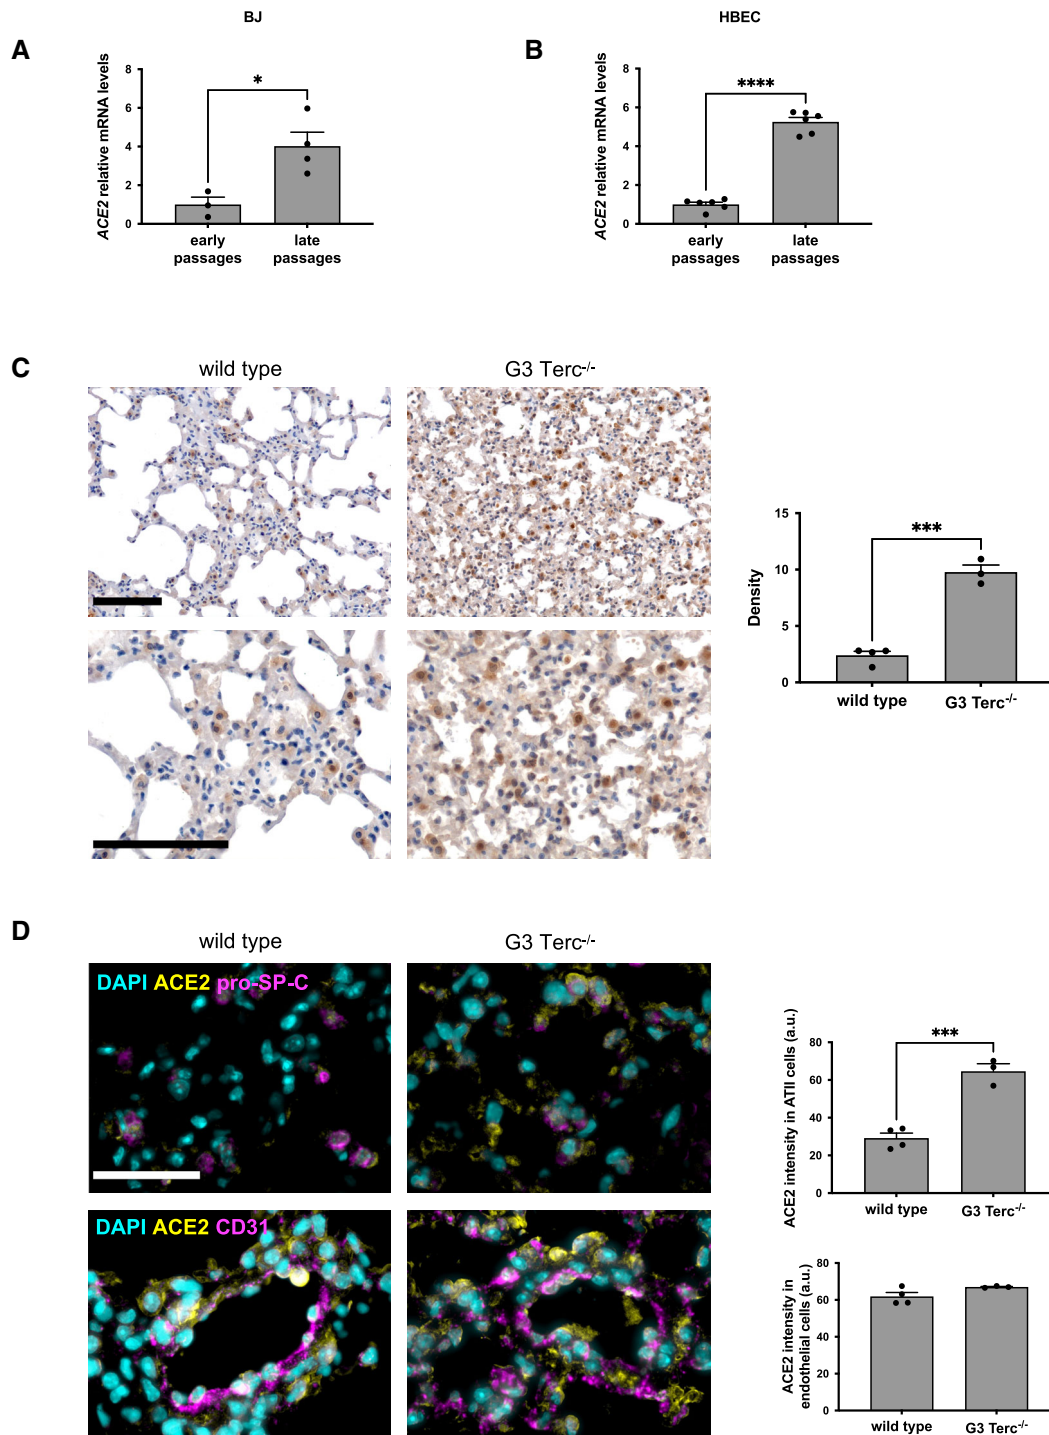 BJ
HBEC
A
B
ACE2 relative mRNA levels
8
6
4
2
0
*
early passages
late passages
ACE2 relative mRNA levels
8
6
4
2
0
****
early passages
late passages
C
wild type
G3 Terc-/-
Density
15
10
5
0
***
wild type
G3 Terc-/-
D
wild type
G3 Terc-/-
DAPI ACE2 pro-SP-C
ACE2 intensity in ATII cells (a.u.)
80
60
40
20
0
***
wild type
G3 Terc-/-
DAPI ACE2 CD31
ACE2 intensity in
endothelial cells (a.u.)
80
60
40
20
0
wild type
G3 Terc-/-